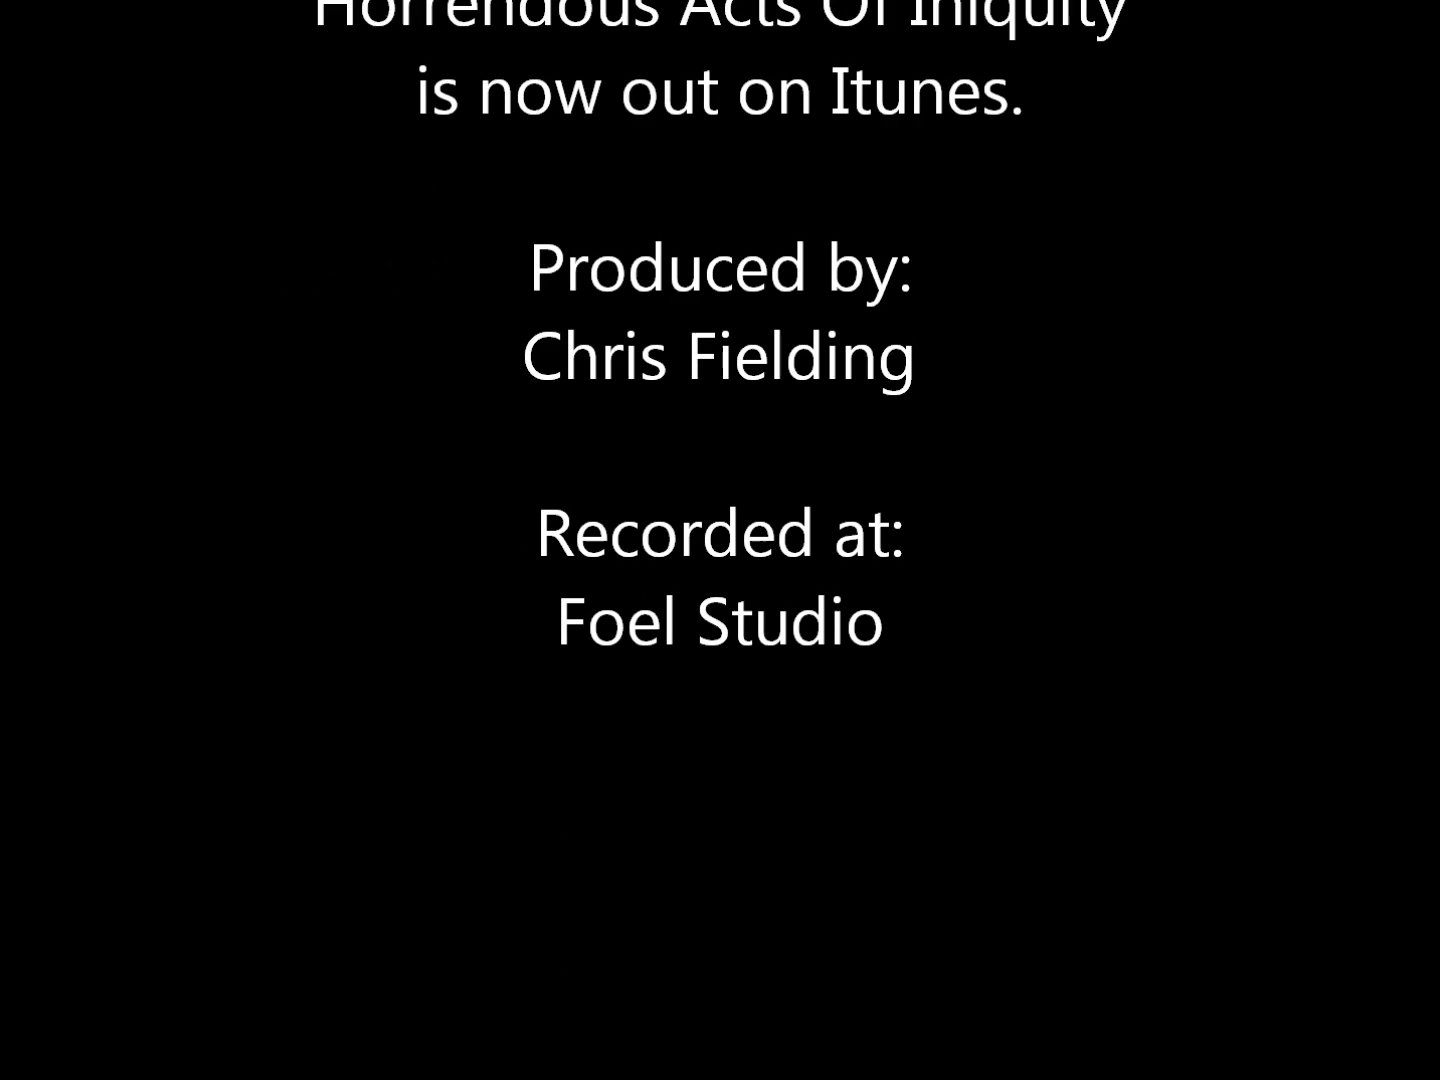 Horrendous Acts Of Iniquity
is now out on Itunes.
Produced by:
Chris Fielding
Recorded at:
Foel Studio